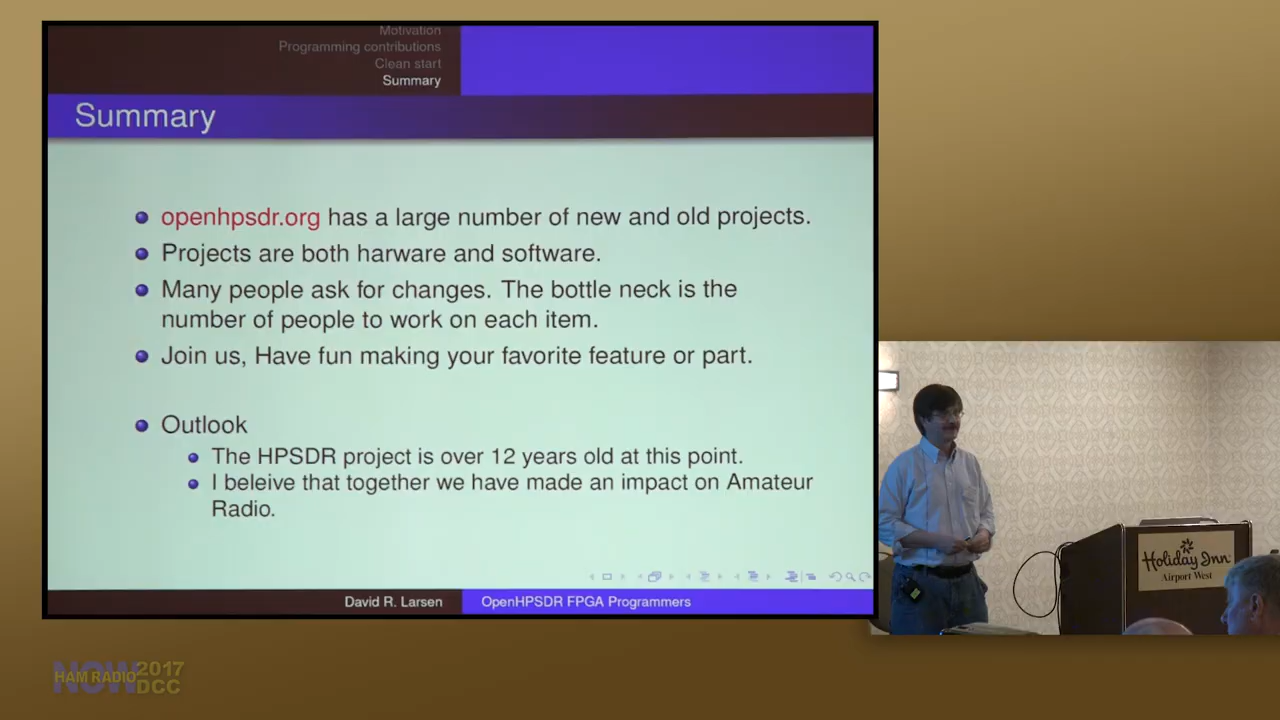 Motivation
Programming contributions
Clean start
Summary
Summary
openhpsdr.org has a large number of new and old projects.
Projects are both harware and software.
Many people ask for changes. The bottle neck is the
number of people to work on each item.
Join us, Have fun making your favorite feature or part.
Outlook
The HPSDR project is over 12 years old at this point.
I beleive that together we have made an impact on Amateur
Radio.
David R. Larsen
OpenHPSDR FPGA Programmers
Holiday Inn
Airport West
NOW
HAM RADIO 2017
DCC